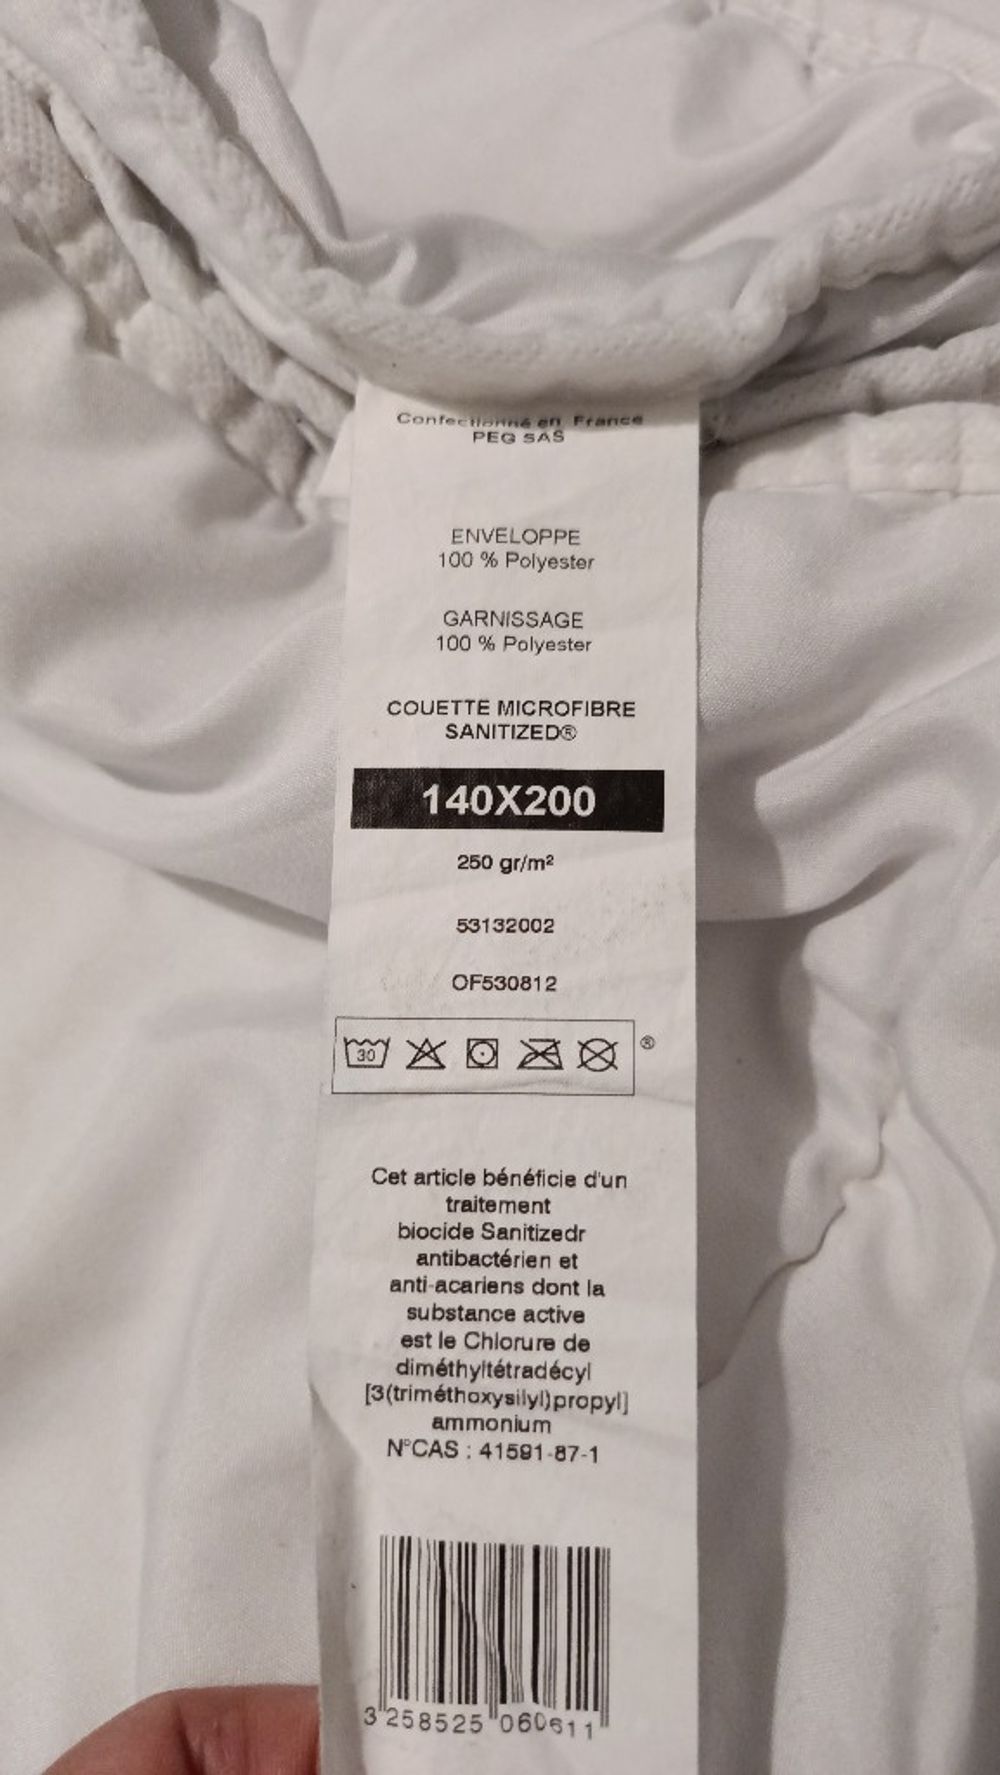 Confectionné en France
PEG SAS
ENVELOPPE
100 % Polyester
GARNISSAGE
100 % Polyester
COUETTE MICROFIBRE
SANITIZED®
140X200
250 gr/m²
53132002
OF530812
30
®
Cet article bénéficie d'un
traitement
biocide Sanitizedr
antibactérien et
anti-acariens dont la
substance active
est le Chlorure de
diméthyltétradécyl
[3(triméthoxysilyl)propyl]
ammonium
N°CAS : 41591-87-1
3 258525 060611